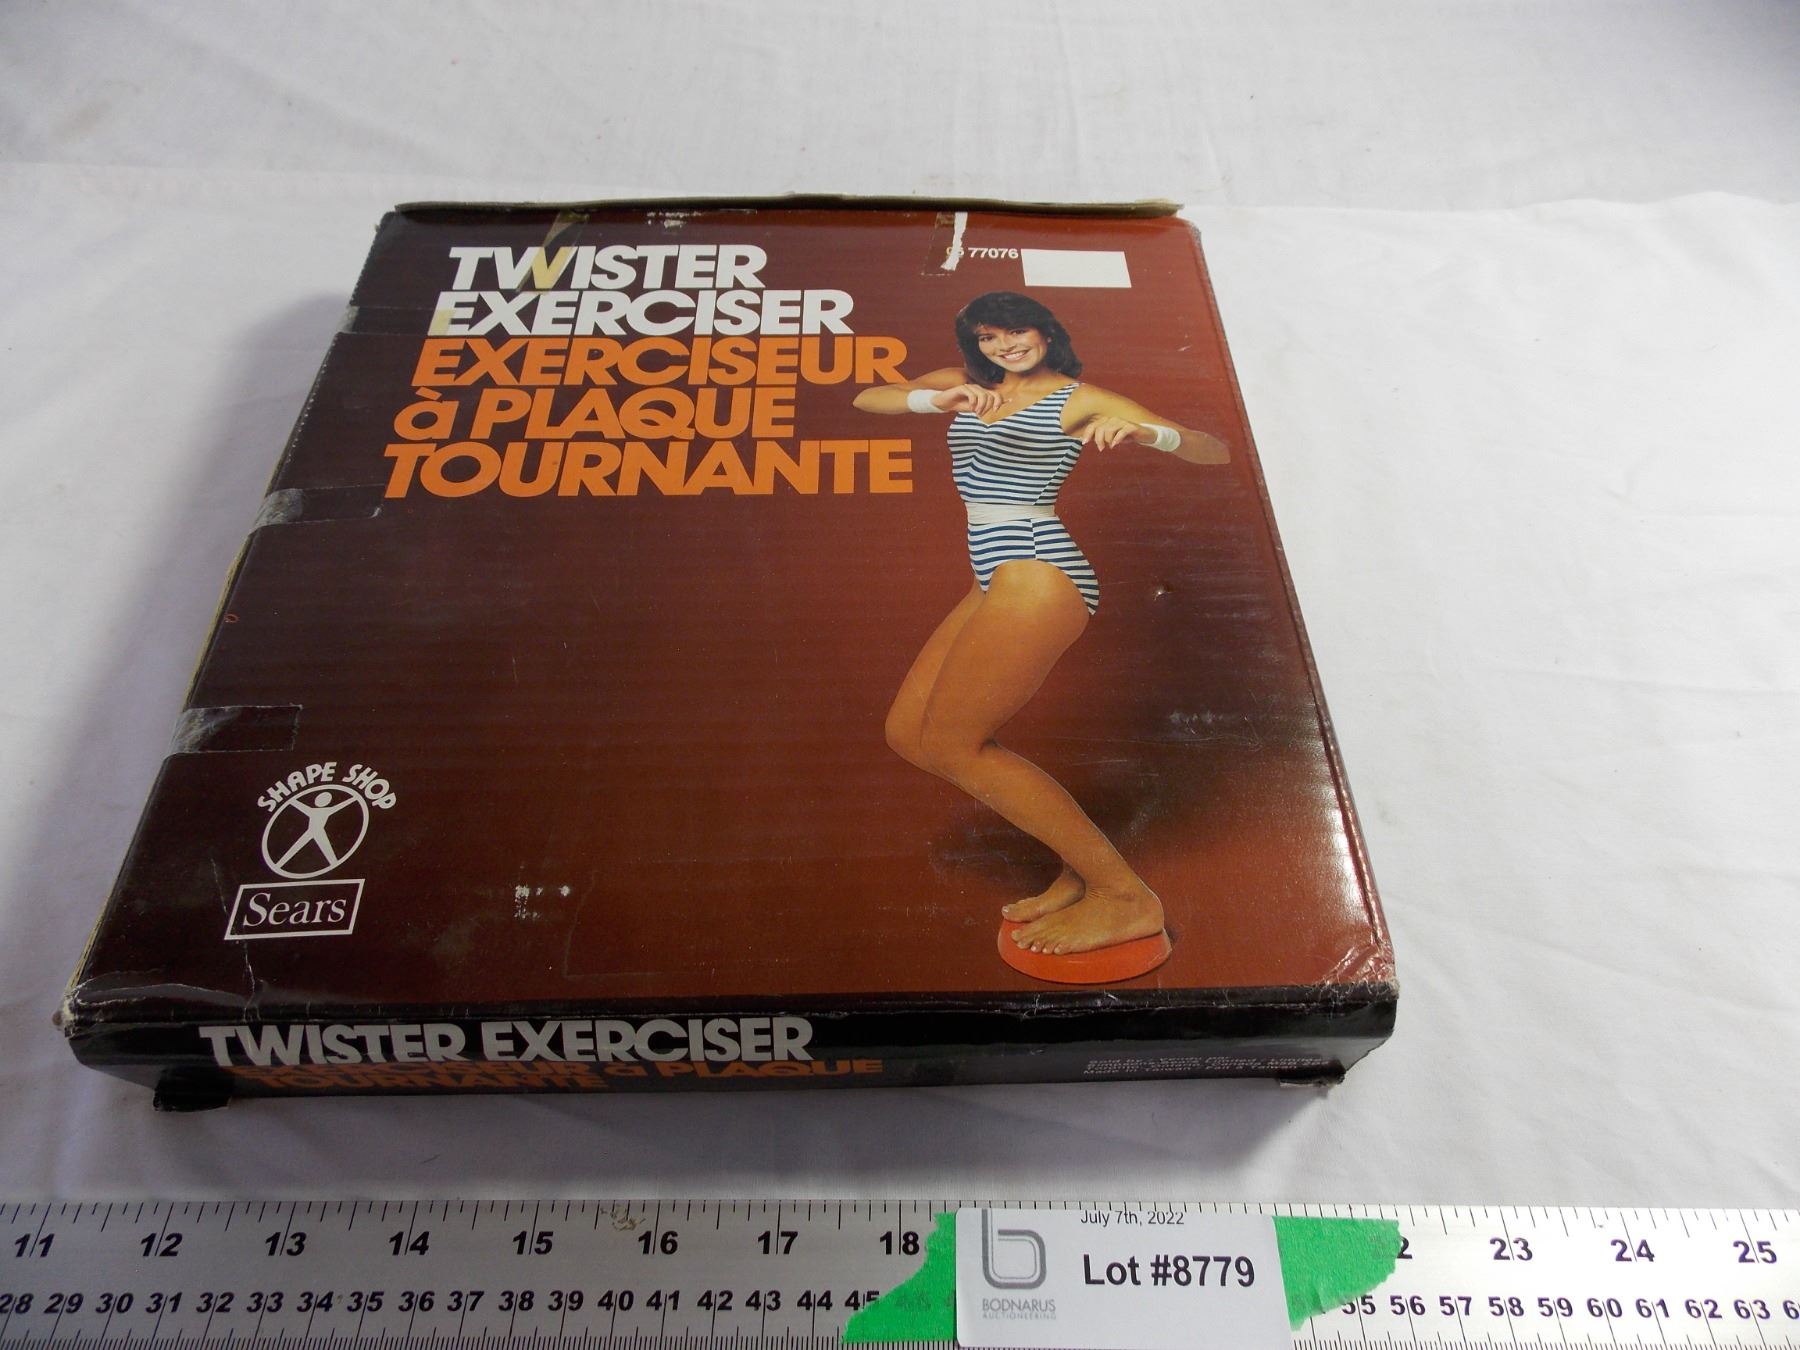 TWISTER
EXERCISER
EXERCISEUR
à PLAQUE
TOURNANTE
77076
SHAPE SHOP
Sears
TWISTER EXERCISER
EXERCISEUR à PLAQUE
TOURNANTE
11 12 13 14 15 16 17 18 23 24 25
28 29 30 31 32 33 34 35 36 37 38 39 40 41 42 43 44 45 55 56 57 58 59 60 61 62 63
July 7th, 2022
Lot #8779
BODNARUS
AUCTIONEERING